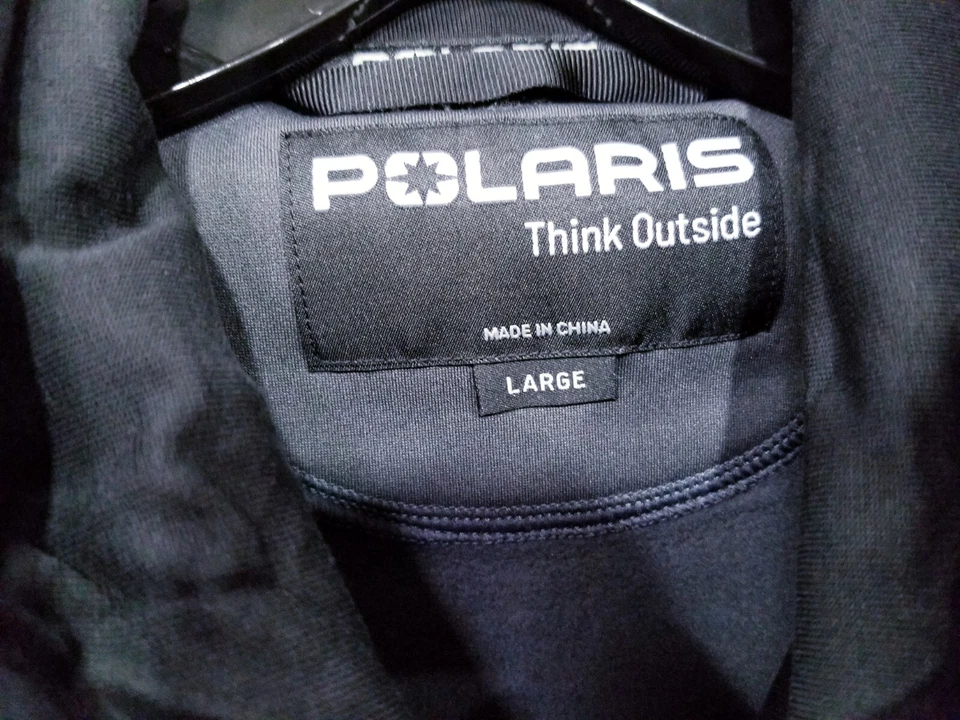 POLARIS
Think Outside
MADE IN CHINA
LARGE